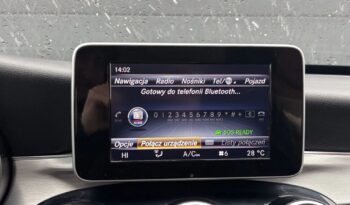 14:02
Nawigacja Radio Nośniki Tel/ Pojazd
Gotowy do telefonii Bluetooth...
0 1 2 3 4 5 6 7 8 9 * # +
SOS READY
Opcje Połącz urządzenie Listy połączeń
HI A/C 6 28 °C